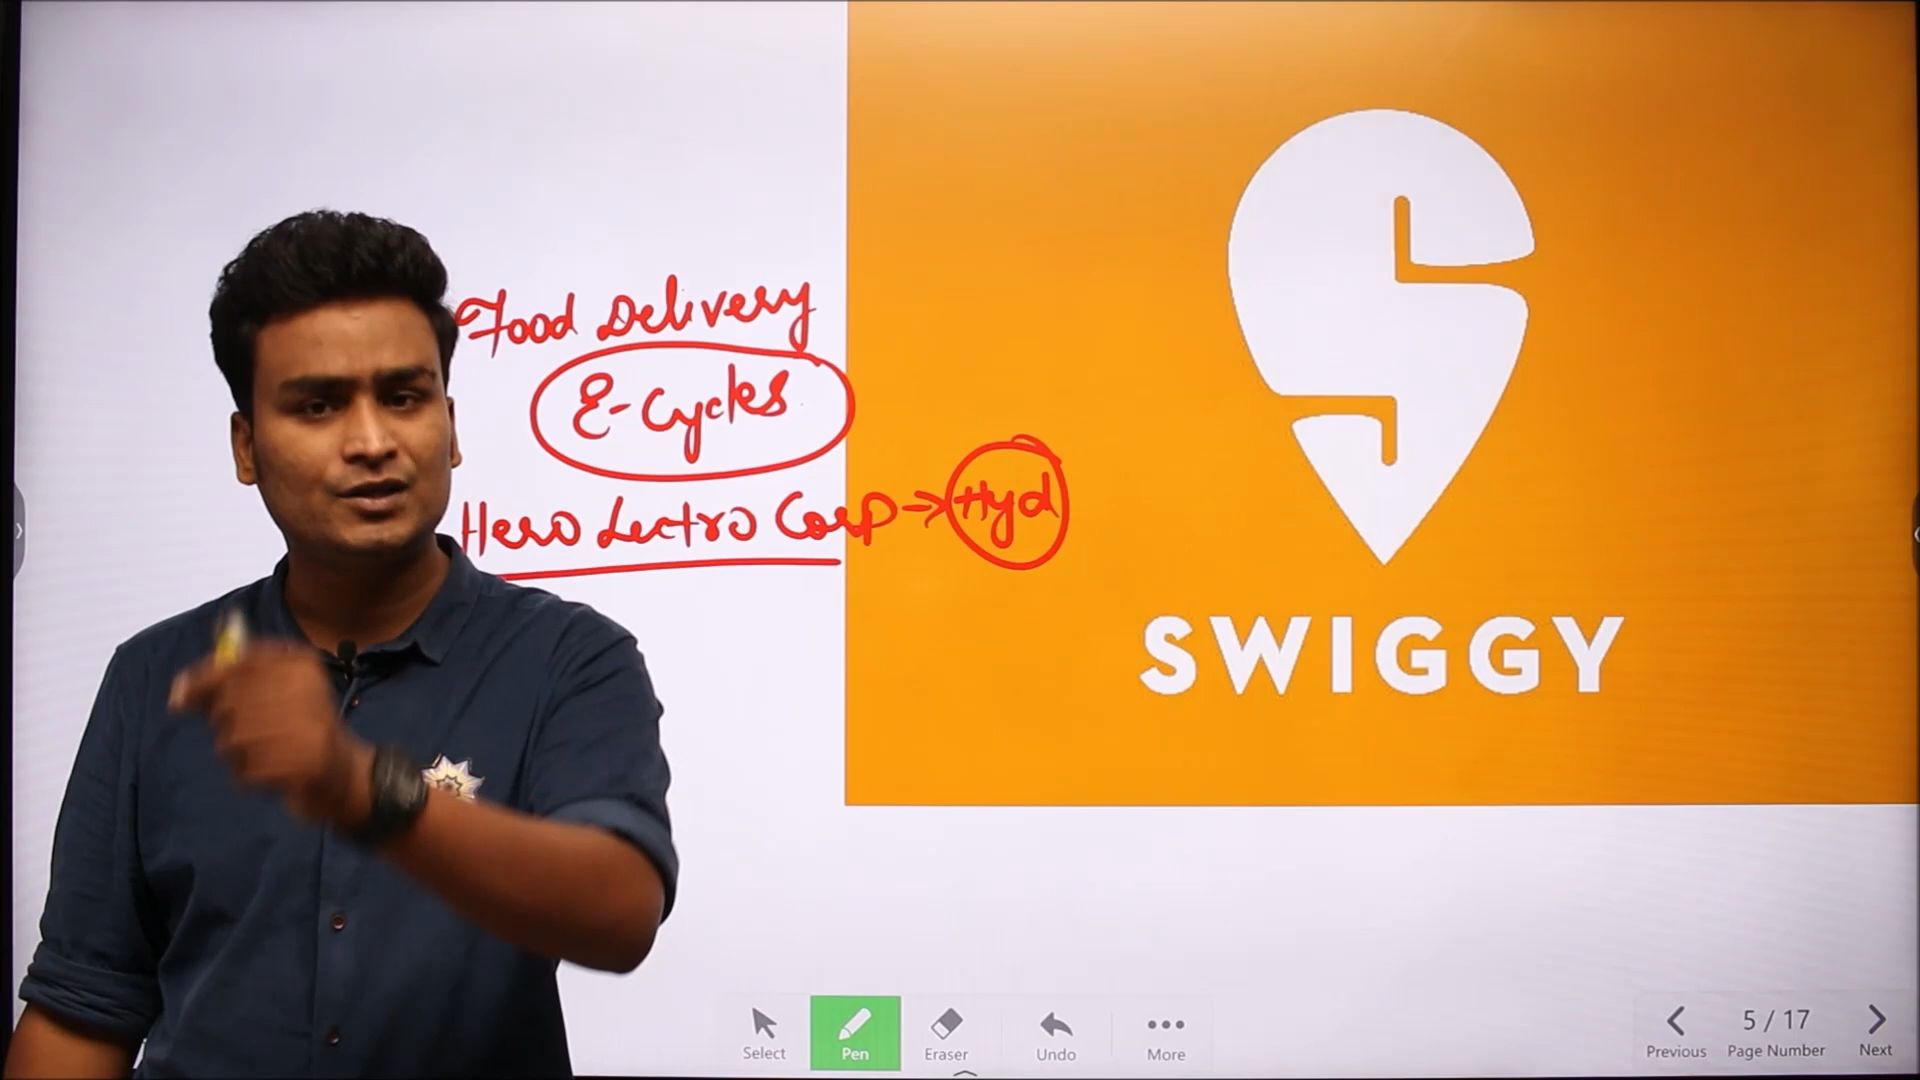 Food Delivery
E-Cycles
Hero Lectro Corp → Hyd
SWIGGY
Select
Pen
Eraser
Undo
More
Previous
5 / 17
Page Number
Next